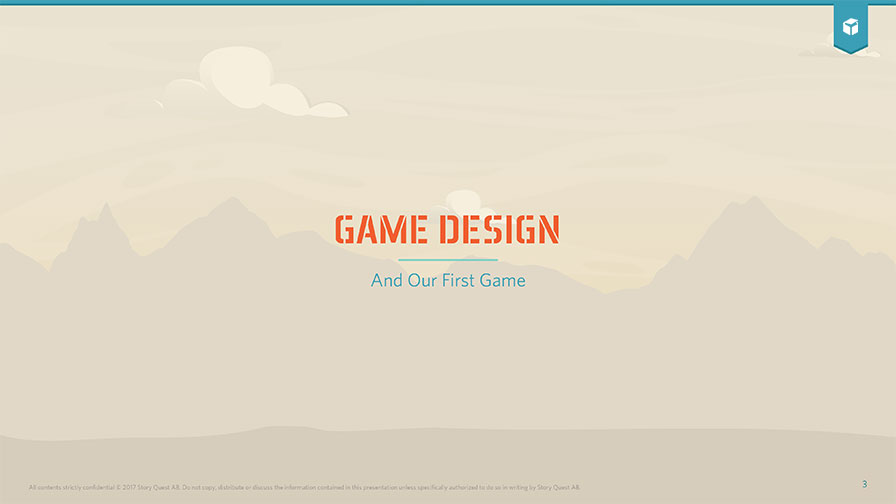 GAME DESIGN
And Our First Game
All contents strictly confidential © 2017 Story Quest AB. Do not copy, distribute or discuss the information contained in this presentation unless specifically authorized to do so in writing by Story Quest AB.
3